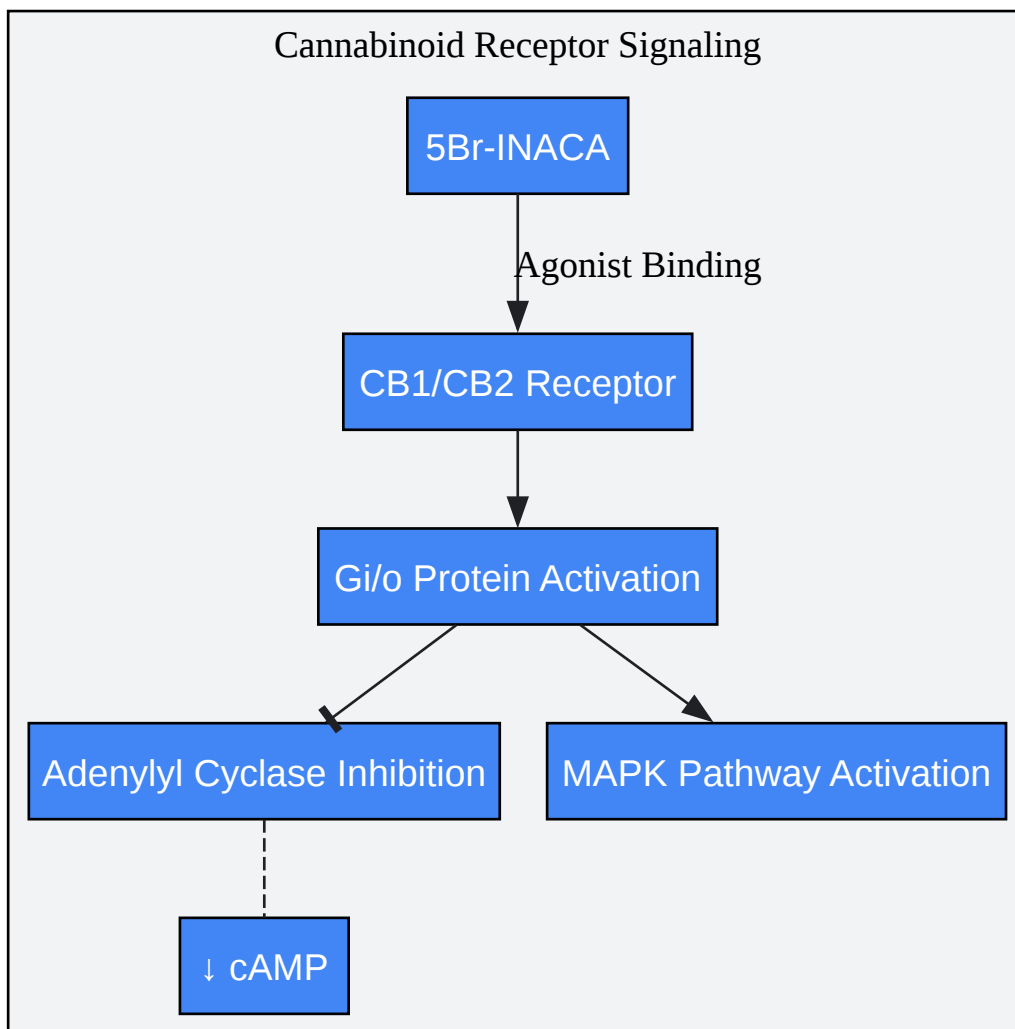 Cannabinoid Receptor Signaling
5Br-INACA
Agonist Binding
CB1/CB2 Receptor
Gi/o Protein Activation
Adenylyl Cyclase Inhibition
MAPK Pathway Activation
↓ cAMP